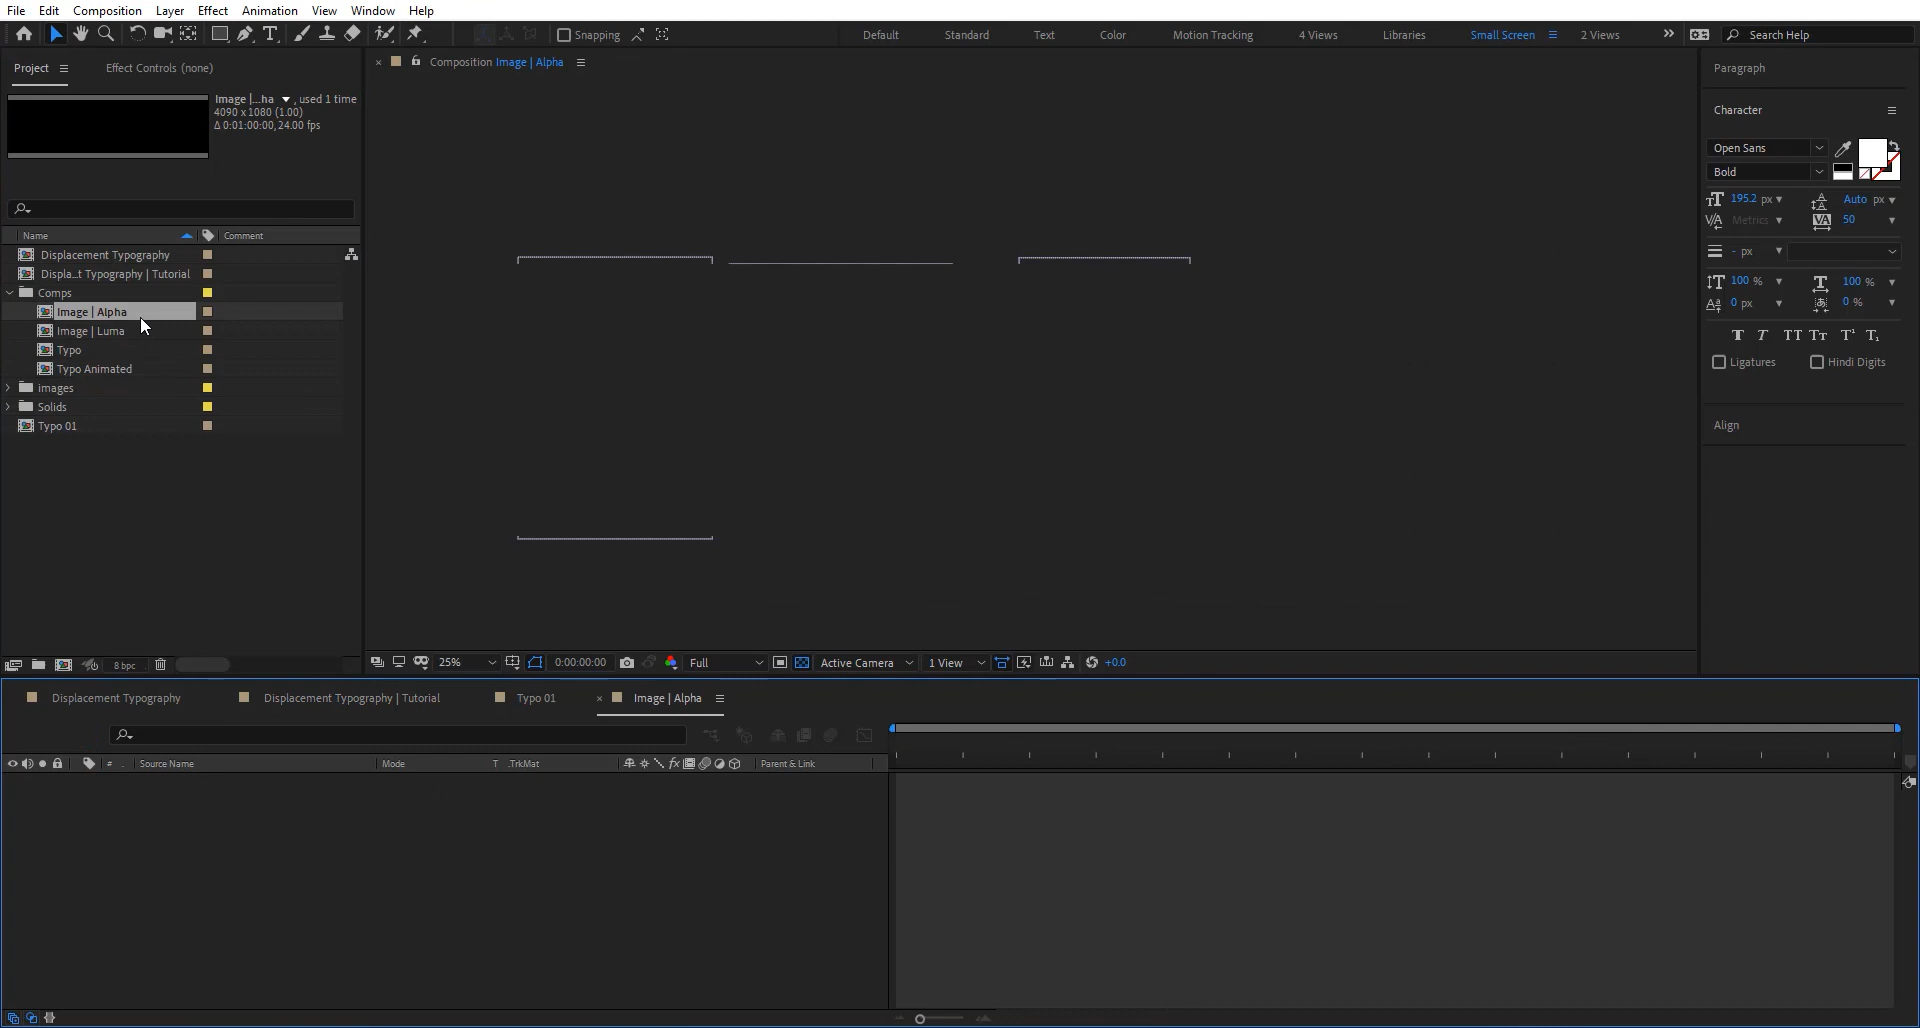 File Edit Composition Layer Effect Animation View Window Help
Snapping Default Standard Text Color Motion Tracking 4 Views Libraries Small Screen 2 Views Search Help
Project Effect Controls (none)
Composition Image | Alpha
Paragraph
Image |...ha , used 1 time
4090 x 1080 (1.00)
Δ 0:01:00:00, 24.00 fps
Character
Open Sans
Bold
195.2 px Auto px
Metrics 50
- px
100 % 100 %
0 px 0 %
T T TT Tt T¹ T₁
Ligatures Hindi Digits
Align
Name Comment
Displacement Typography
Displa...t Typography | Tutorial
Comps
Image | Alpha
Image | Luma
Typo
Typo Animated
images
Solids
Typo 01
8 bpc
25% 0:00:00:00 Full Active Camera 1 View +0.0
Displacement Typography Displacement Typography | Tutorial Typo 01 Image | Alpha
# . Source Name Mode T .TrkMat fx Parent & Link